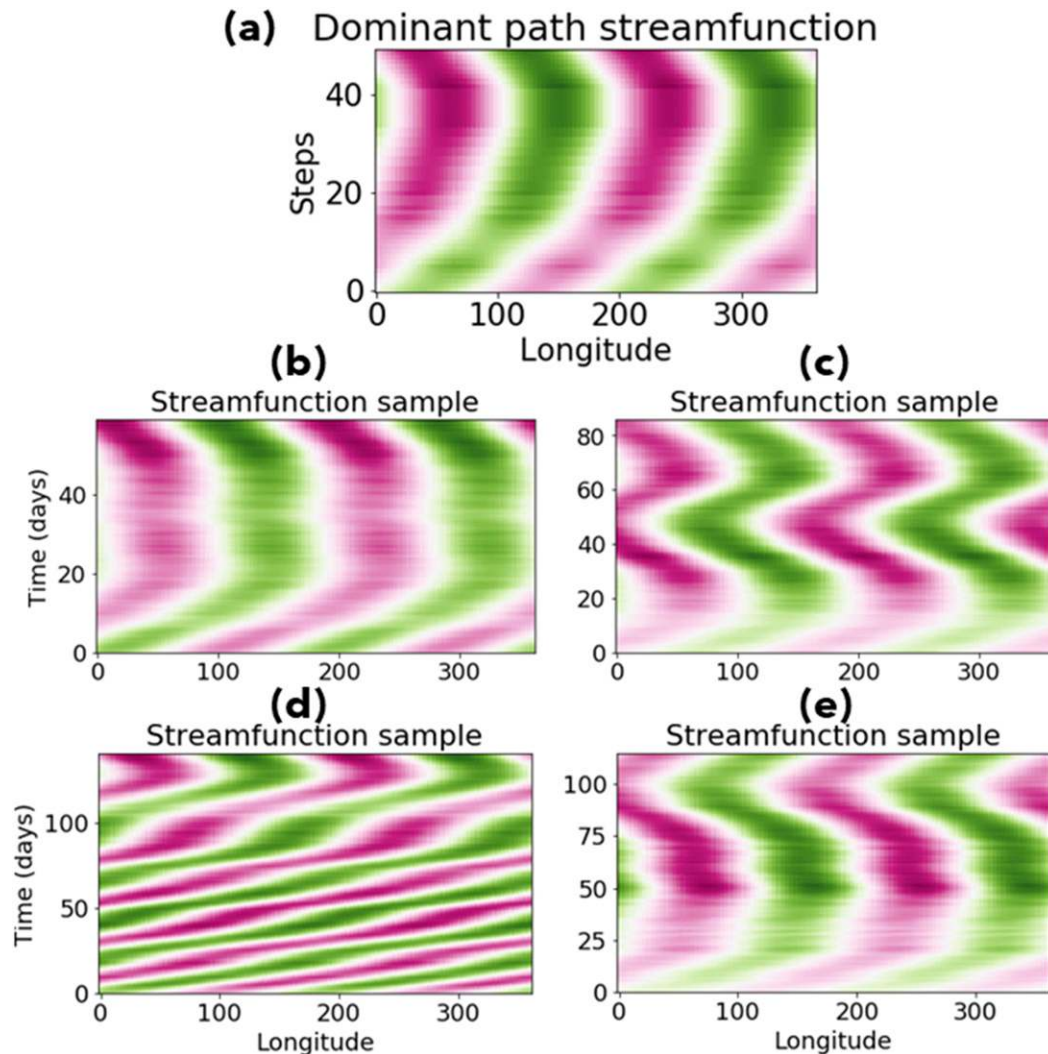 (a) Dominant path streamfunction
40
Steps
20
0
0 100 200 300
Longitude
(b) (c)
Streamfunction sample Streamfunction sample
80
60
40
40
Time (days)
20
20
0 0
0 100 200 300 0 100 200 300
(d) (e)
Streamfunction sample Streamfunction sample
100
100
75
Time (days)
50
50
25
0 0
0 100 200 300 0 100 200 300
Longitude Longitude